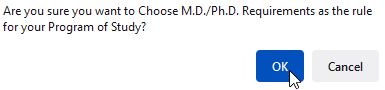 Are you sure you want to Choose M.D./Ph.D. Requirements as the rule
for your Program of Study?
OK Cancel